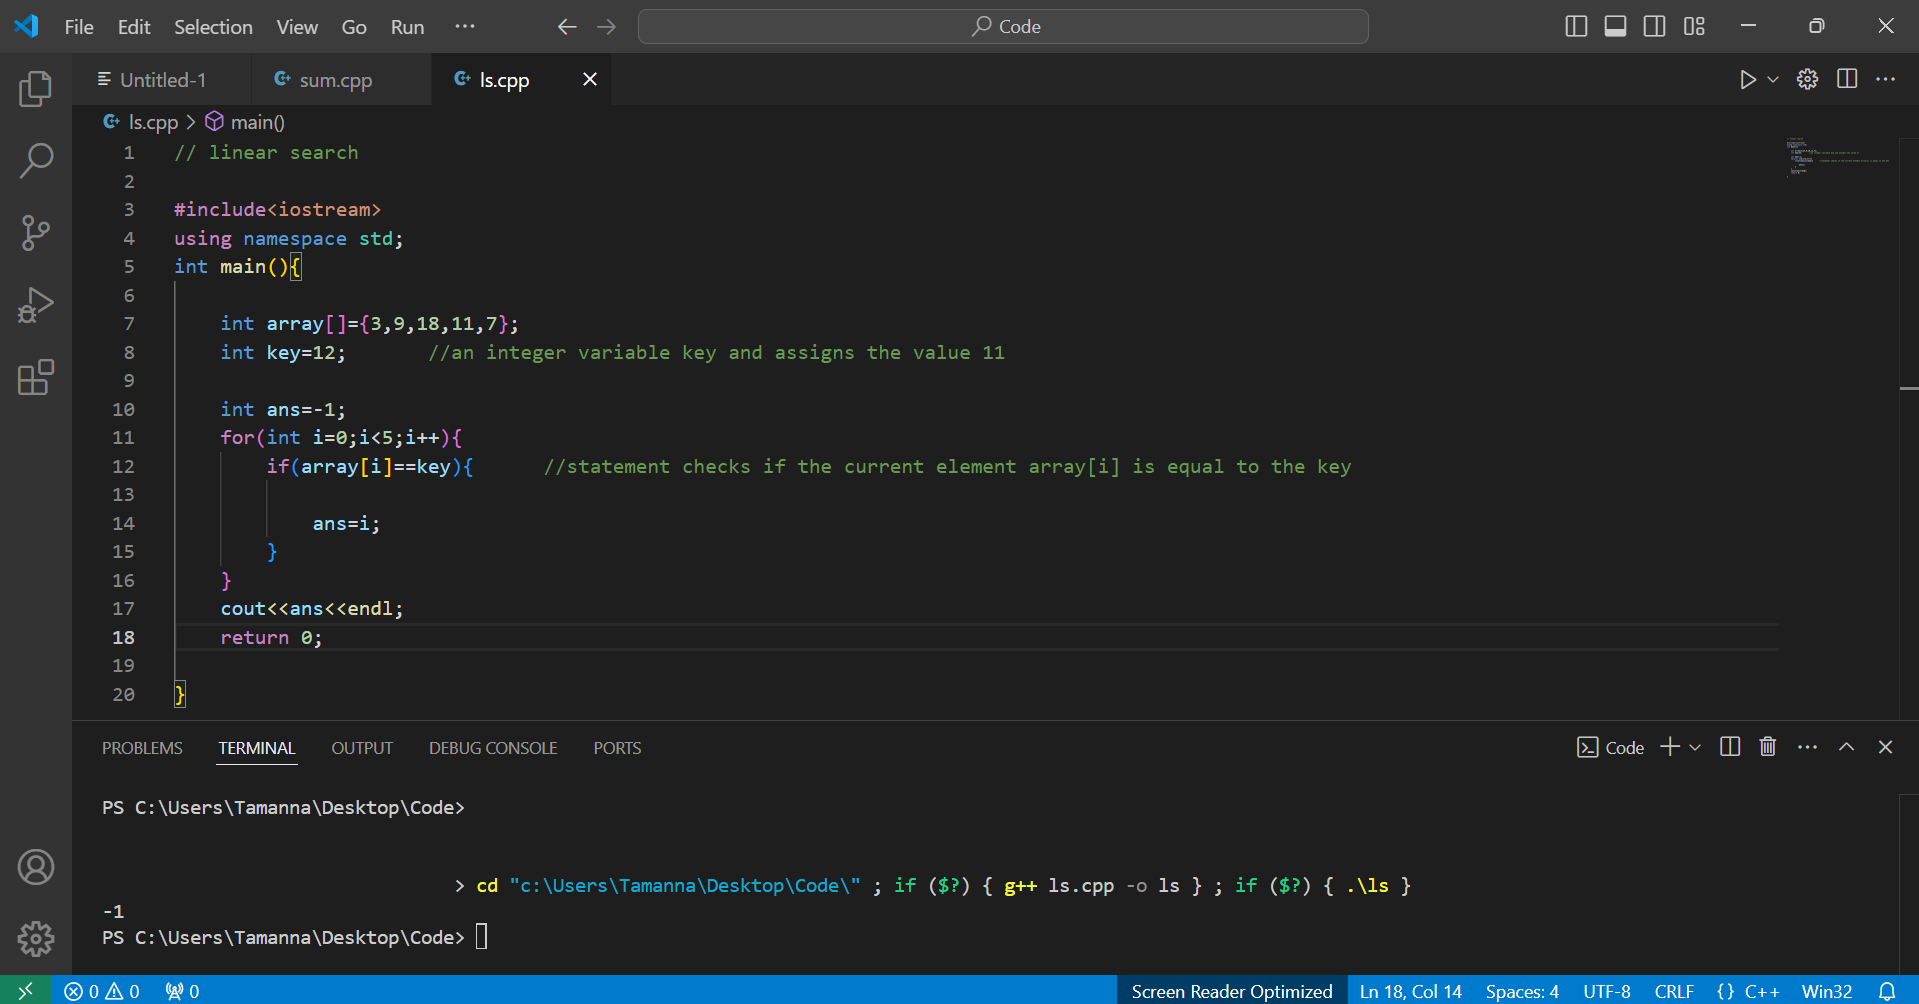 File Edit Selection View Go Run ··· Code
Untitled-1 sum.cpp ls.cpp
ls.cpp > main()
1 // linear search
2
3 #include<iostream>
4 using namespace std;
5 int main(){
6
7 int array[]={3,9,18,11,7};
8 int key=12; //an integer variable key and assigns the value 11
9
10 int ans=-1;
11 for(int i=0;i<5;i++){
12 if(array[i]==key){ //statement checks if the current element array[i] is equal to the key
13
14 ans=i;
15 }
16 }
17 cout<<ans<<endl;
18 return 0;
19
20 }
PROBLEMS TERMINAL OUTPUT DEBUG CONSOLE PORTS Code
PS C:\Users\Tamanna\Desktop\Code>
> cd "c:\Users\Tamanna\Desktop\Code\" ; if ($?) { g++ ls.cpp -o ls } ; if ($?) { .\ls }
-1
PS C:\Users\Tamanna\Desktop\Code>
0 0 0 Screen Reader Optimized Ln 18, Col 14 Spaces: 4 UTF-8 CRLF {} C++ Win32